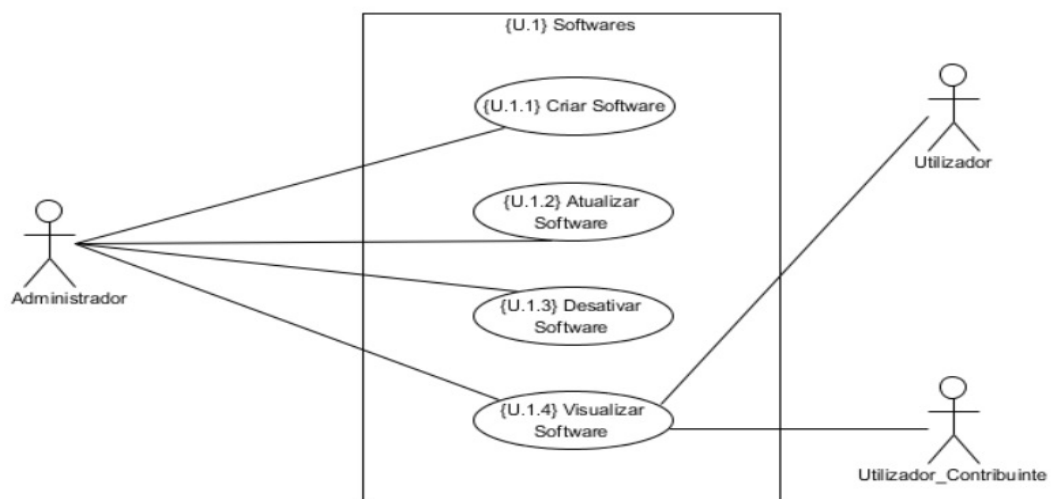 {U.1} Softwares
{U.1.1} Criar Software
Utilizador
{U.1.2} Atualizar
Software
Administrador
{U.1.3} Desativar
Software
{U.1.4} Visualizar
Software
Utilizador_Contribuinte